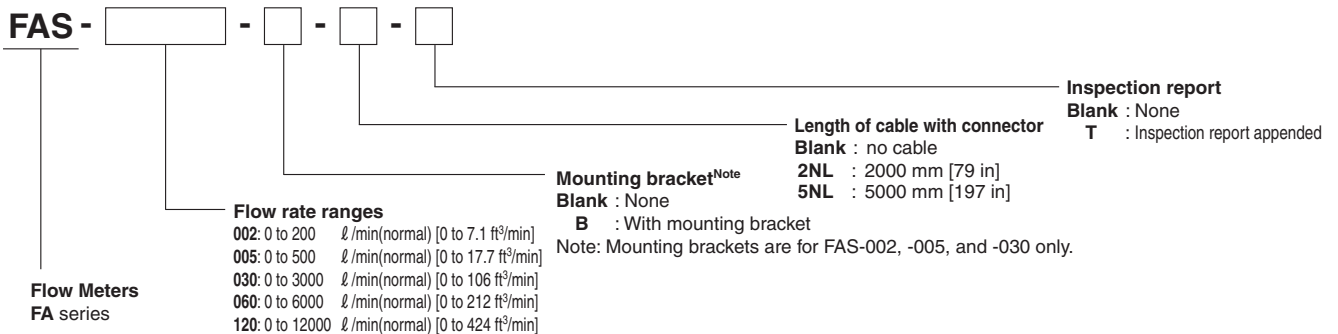 FAS - - - -
Inspection report
Blank : None
T : Inspection report appended
Length of cable with connector
Blank : no cable
2NL : 2000 mm [79 in]
5NL : 5000 mm [197 in]
Mounting bracketNote
Blank : None
B : With mounting bracket
Note: Mounting brackets are for FAS-002, -005, and -030 only.
Flow rate ranges
002: 0 to 200 ℓ/min(normal) [0 to 7.1 ft³/min]
005: 0 to 500 ℓ/min(normal) [0 to 17.7 ft³/min]
030: 0 to 3000 ℓ/min(normal) [0 to 106 ft³/min]
060: 0 to 6000 ℓ/min(normal) [0 to 212 ft³/min]
120: 0 to 12000 ℓ/min(normal) [0 to 424 ft³/min]
Flow Meters
FA series